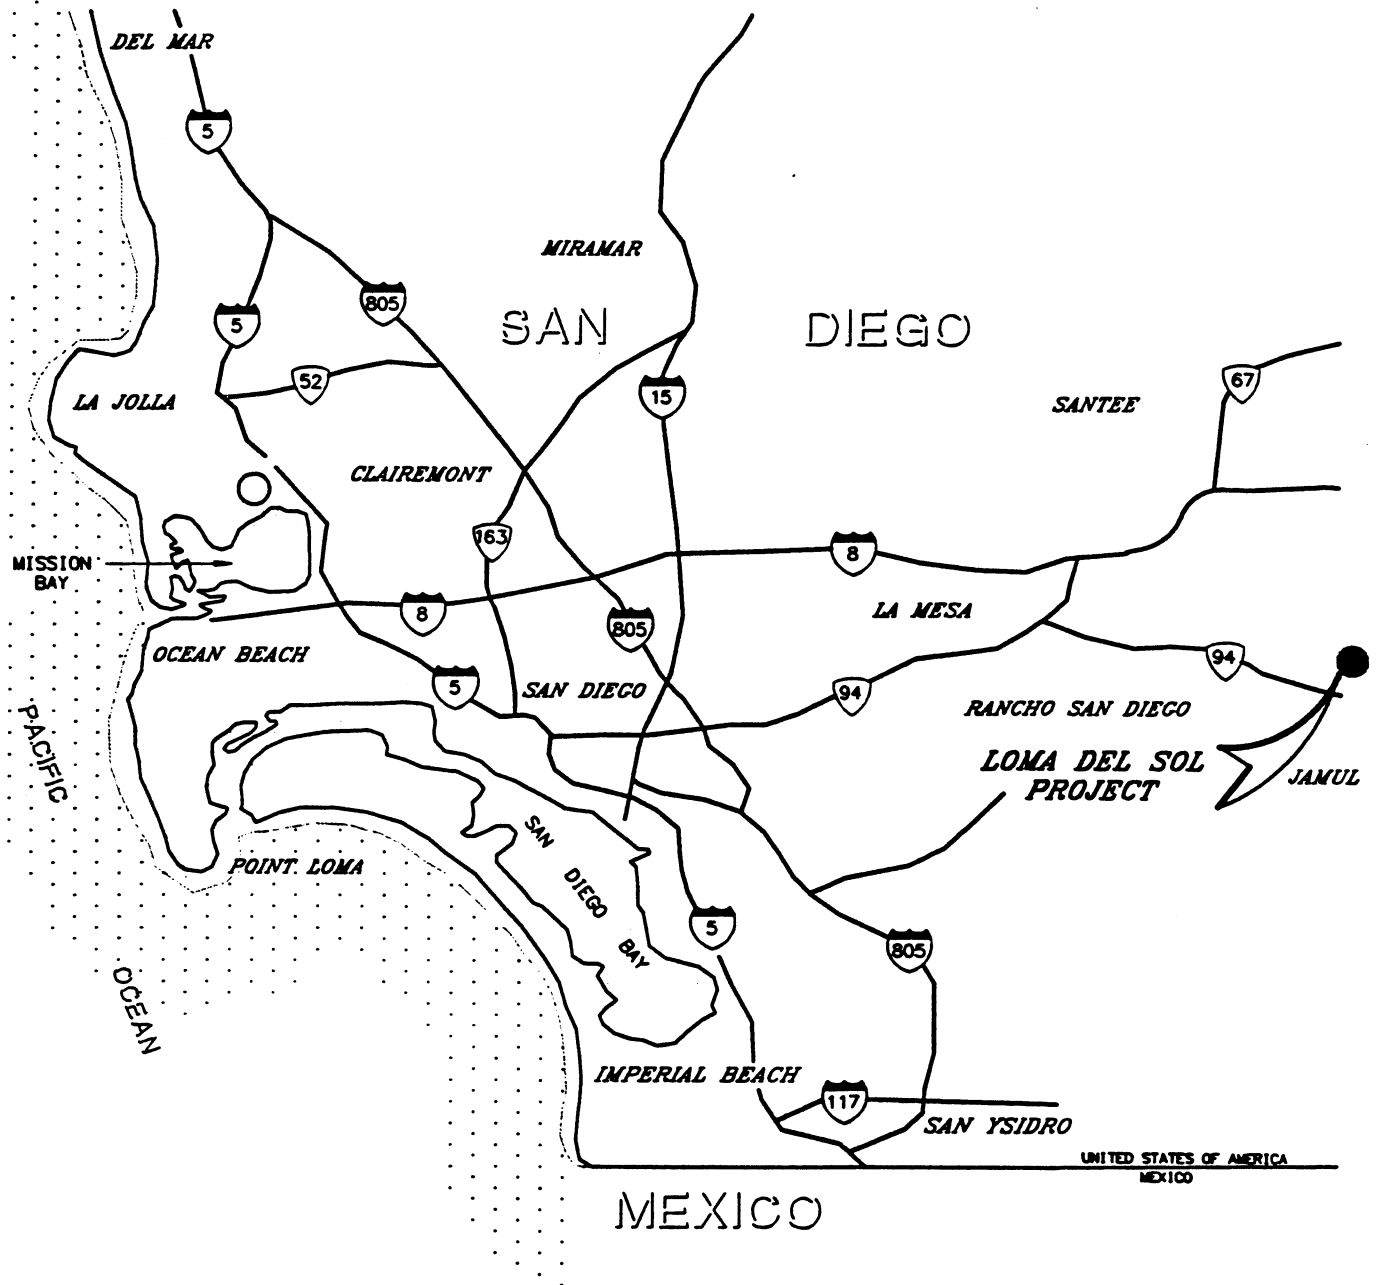 DEL MAR
5
MIRAMAR
805
5
SAN DIEGO
52
15
67
LA JOLLA
SANTEE
CLAIREMONT
163
8
MISSION
BAY
8
LA MESA
805
OCEAN BEACH
94
5
SAN DIEGO
94
RANCHO SAN DIEGO
PACIFIC
LOMA DEL SOL
PROJECT
JAMUL
SAN DIEGO BAY
POINT LOMA
5
805
OCEAN
IMPERIAL BEACH
117
SAN YSIDRO
UNITED STATES OF AMERICA
MEXICO
MEXICO